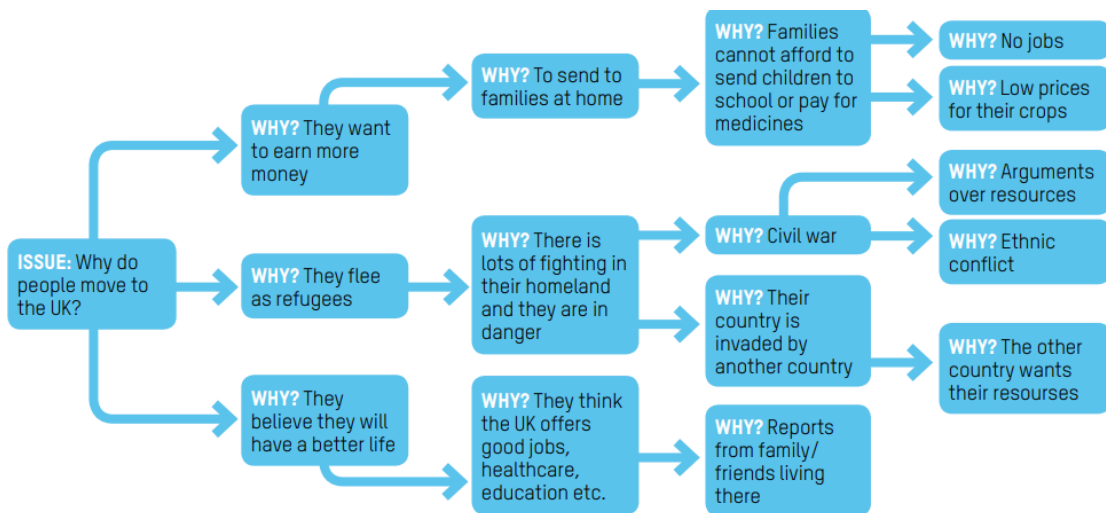 ISSUE: Why do
people move to
the UK?
WHY? They want
to earn more
money
WHY? To send to
families at home
WHY? Families
cannot afford to
send children to
school or pay for
medicines
WHY? No jobs
WHY? Low prices
for their crops
WHY? They flee
as refugees
WHY? There is
lots of fighting in
their homeland
and they are in
danger
WHY? Civil war
WHY? Arguments
over resources
WHY? Ethnic
conflict
WHY? Their
country is
invaded by
another country
WHY? The other
country wants
their resourses
WHY? They
believe they will
have a better life
WHY? They think
the UK offers
good jobs,
healthcare,
education etc.
WHY? Reports
from family/
friends living
there